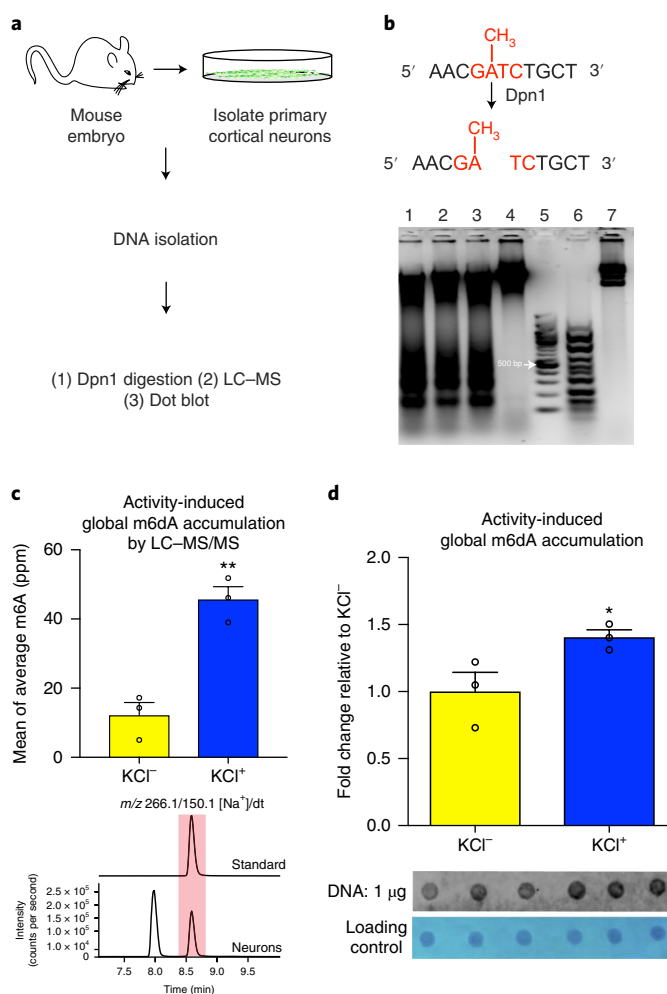 a
Mouse
embryo
Isolate primary
cortical neurons
DNA isolation
(1) Dpn1 digestion (2) LC–MS
(3) Dot blot
b
CH3
5′ AACGATCTGCT 3′
Dpn1
CH3
5′ AACGA TCTGCT 3′
1 2 3 4 5 6 7
500 bp
c
Activity-induced
global m6dA accumulation
by LC–MS/MS
Mean of average m6A (ppm)
60
40
20
0
**
KCl−
KCl+
m/z 266.1/150.1 [Na+]/dt
Standard
Intensity
(counts per second)
2.5 × 10⁵
2.0 × 10⁵
1.5 × 10⁵
1.0 × 10⁴
0
Neurons
7.5 8.0 8.5 9.0 9.5
Time (min)
d
Activity-induced
global m6dA accumulation
Fold change relative to KCl−
2.0
1.5
1.0
0.5
0.0
*
KCl−
KCl+
DNA: 1 µg
Loading
control